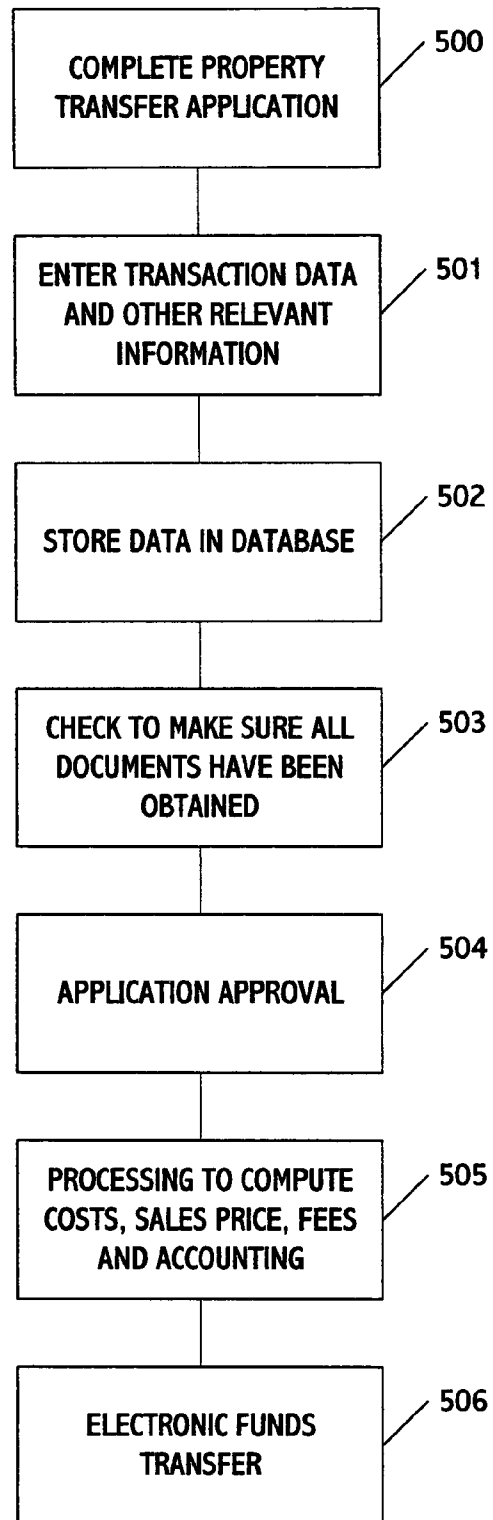 COMPLETE PROPERTY
TRANSFER APPLICATION
500
ENTER TRANSACTION DATA
AND OTHER RELEVANT
INFORMATION
501
STORE DATA IN DATABASE
502
CHECK TO MAKE SURE ALL
DOCUMENTS HAVE BEEN
OBTAINED
503
APPLICATION APPROVAL
504
PROCESSING TO COMPUTE
COSTS, SALES PRICE, FEES
AND ACCOUNTING
505
ELECTRONIC FUNDS
TRANSFER
506